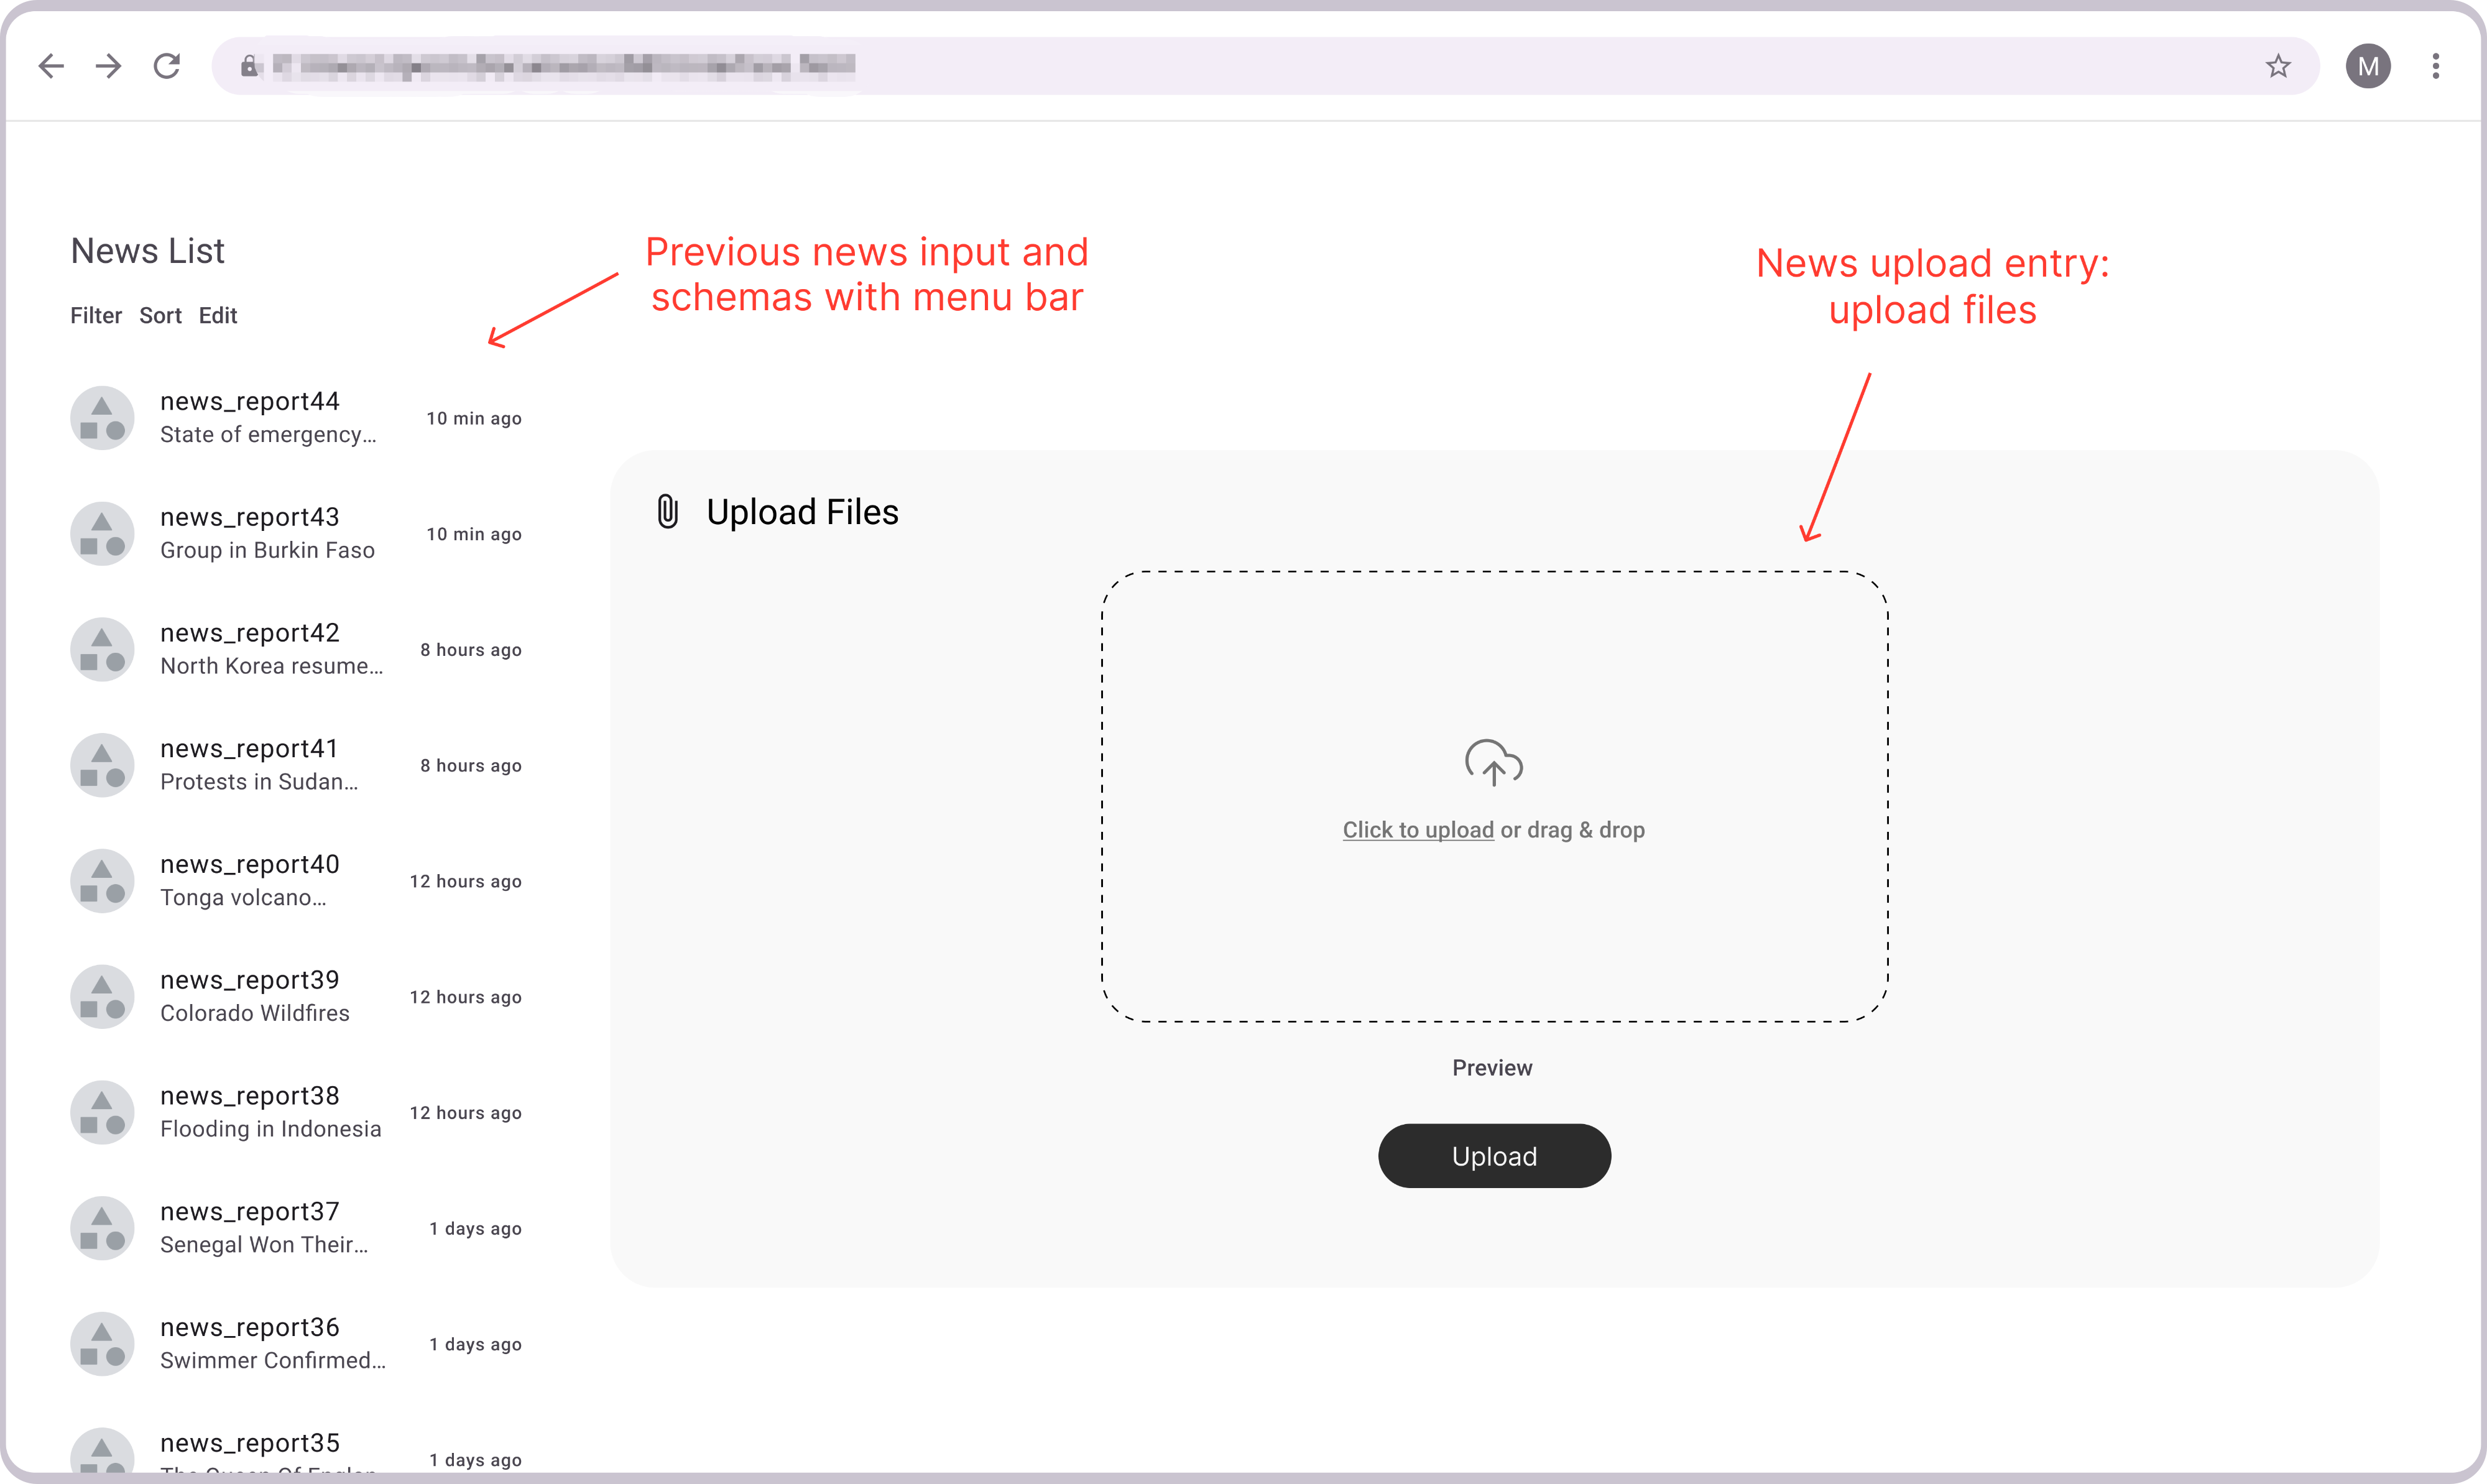 M
News List
Filter Sort Edit
Previous news input and
schemas with menu bar
News upload entry:
upload files
news_report44
State of emergency...
10 min ago
news_report43
Group in Burkin Faso
10 min ago
news_report42
North Korea resume...
8 hours ago
news_report41
Protests in Sudan...
8 hours ago
news_report40
Tonga volcano...
12 hours ago
news_report39
Colorado Wildfires
12 hours ago
news_report38
Flooding in Indonesia
12 hours ago
news_report37
Senegal Won Their...
1 days ago
news_report36
Swimmer Confirmed...
1 days ago
news_report35
1 days ago
Upload Files
Click to upload or drag & drop
Preview
Upload